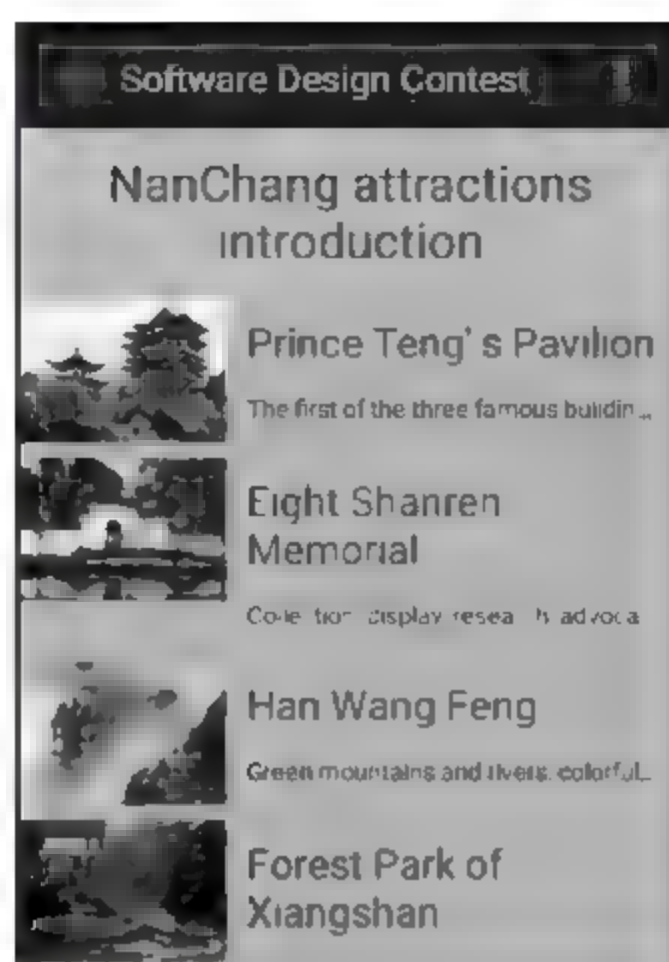 Software Design Contest
NanChang attractions
introduction
Prince Teng's Pavilion
The first of the three famous buildin...
Eight Shanren
Memorial
display
Han Wang Feng
Green mountains and rivers, colorful...
Forest Park of
Xiangshan